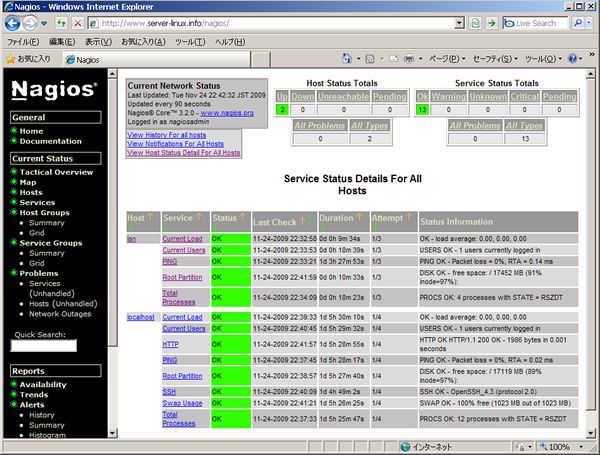 Nagios - Windows Internet Explorer
http://www.server-linux.info/nagios/
Live Search
ファイル(F) 編集(E) 表示(V) お気に入り(A) ツール(T) ヘルプ(H)
お気に入り Nagios ページ(P) セーフティ(S) ツール(O)
Nagios®
General
Home
Documentation
Current Status
Tactical Overview
Map
Hosts
Services
Host Groups
Summary
Grid
Service Groups
Summary
Grid
Problems
Services
(Unhandled)
Hosts (Unhandled)
Network Outages
Quick Search:
Reports
Availability
Trends
Alerts
History
Summary
Histogram
Current Network Status
Last Updated: Tue Nov 24 22:42:32 JST 2009
Updated every 90 seconds
Nagios® Core™ 3.2.0 - www.nagios.org
Logged in as nagiosadmin
View History For all hosts
View Notifications For All Hosts
View Host Status Detail For All Hosts
Host Status Totals
Up Down Unreachable Pending
2 0 0 0
All Problems All Types
0 2
Service Status Totals
Ok Warning Unknown Critical Pending
13 0 0 0 0
All Problems All Types
0 13
Service Status Details For All
Hosts
Host Service Status Last Check Duration Attempt Status Information
lan Current Load OK 11-24-2009 22:32:58 0d 0h 9m 34s 1/3 OK - load average: 0.00, 0.00, 0.00
Current Users OK 11-24-2009 22:33:53 0d 0h 18m 39s 1/3 USERS OK - 1 users currently logged in
PING OK 11-24-2009 22:33:21 0d 1h 27m 53s 1/3 PING OK - Packet loss = 0%, RTA = 0.14 ms
Root Partition OK 11-24-2009 22:41:59 0d 0h 10m 33s 1/3 DISK OK - free space: / 17452 MB (91%
inode=97%):
Total
Processes OK 11-24-2009 22:34:09 0d 0h 18m 23s 1/3 PROCS OK: 4 processes with STATE = RSZDT
localhost Current Load OK 11-24-2009 22:39:33 1d 5h 30m 10s 1/4 OK - load average: 0.00, 0.00, 0.00
Current Users OK 11-24-2009 22:40:45 1d 5h 29m 32s 1/4 USERS OK - 1 users currently logged in
HTTP OK 11-24-2009 22:41:57 1d 5h 28m 55s 1/4 HTTP OK HTTP/1.1 200 OK - 1986 bytes in 0.001
seconds
PING OK 11-24-2009 22:37:45 1d 5h 28m 17s 1/4 PING OK - Packet loss = 0%, RTA = 0.02 ms
Root Partition OK 11-24-2009 22:38:57 1d 5h 27m 40s 1/4 DISK OK - free space: / 17119 MB (89%
inode=97%):
SSH OK 11-24-2009 22:40:09 1d 4h 49m 2s 1/4 SSH OK - OpenSSH_4.3 (protocol 2.0)
Swap Usage OK 11-24-2009 22:41:21 1d 5h 26m 25s 1/4 SWAP OK - 100% free (1023 MB out of 1023 MB)
Total
Processes OK 11-24-2009 22:37:33 1d 5h 25m 47s 1/4 PROCS OK: 12 processes with STATE = RSZDT
インターネット 100%